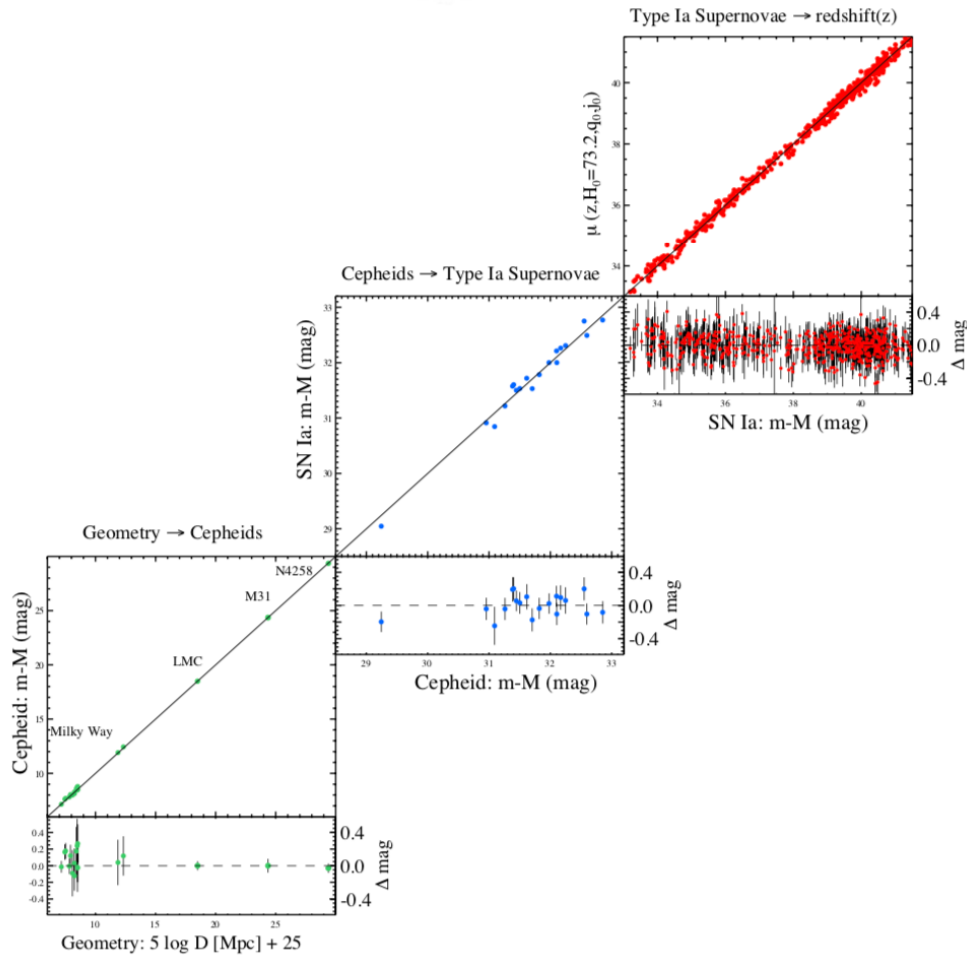 Type Ia Supernovae → redshift(z)
μ (z,H₀=73.2,q₀,j₀)
40
38
36
34
0.4
0.0
-0.4
Δ mag
34
36
38
40
SN Ia: m-M (mag)
Cepheids → Type Ia Supernovae
SN Ia: m-M (mag)
33
32
31
30
29
0.4
0.0
-0.4
Δ mag
29
30
31
32
33
Cepheid: m-M (mag)
Geometry → Cepheids
Cepheid: m-M (mag)
25
20
15
10
N4258
M31
LMC
Milky Way
0.4
0.2
0.0
-0.2
-0.4
0.4
0.0
-0.4
Δ mag
10
15
20
25
Geometry: 5 log D [Mpc] + 25